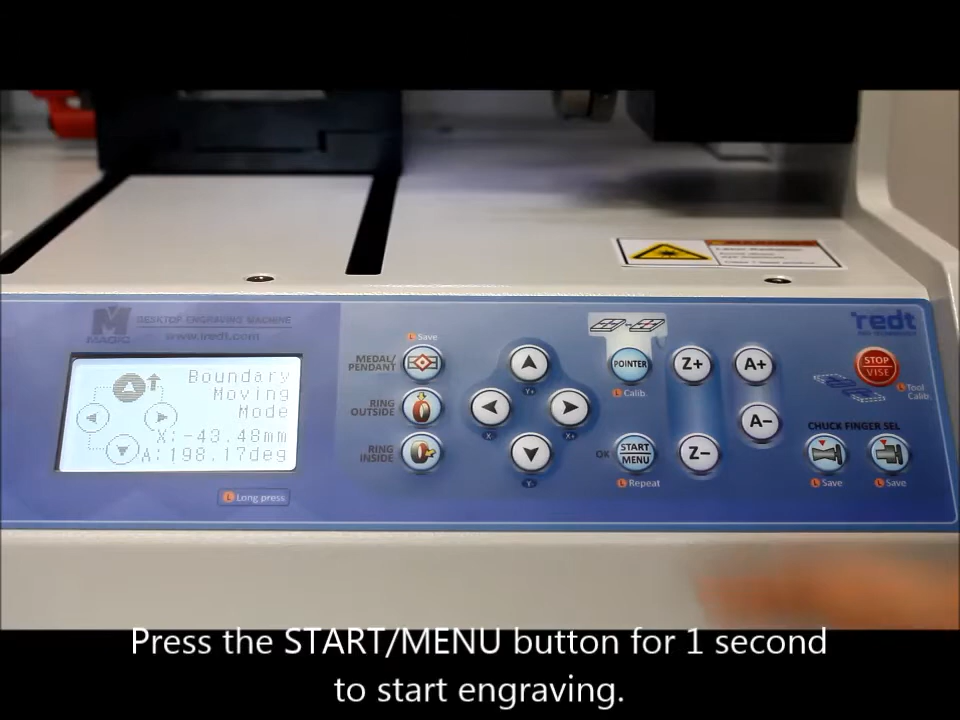 MAGIC
DESKTOP ENGRAVING MACHINE
www.iredt.com
Boundary
Moving
Mode
X:-43.48mm
A:198.17deg
L Long press
L Save
MEDAL/
PENDANT
RING
OUTSIDE
RING
INSIDE
Y+
X-
X+
Y-
POINTER
L Calib.
OK
START
MENU
L Repeat
Z+
Z-
A+
A-
redt
STOP
VISE
L Tool
Calib.
CHUCK FINGER SEL
L Save
L Save
Press the START/MENU button for 1 second
to start engraving.